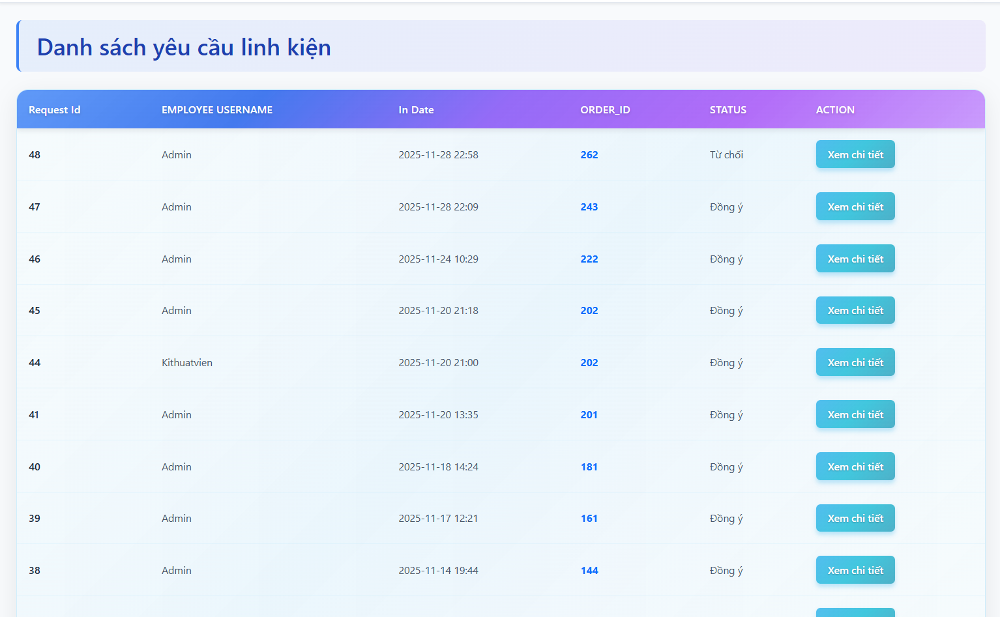 Danh sách yêu cầu linh kiện
Request Id EMPLOYEE USERNAME In Date ORDER_ID STATUS ACTION
48 Admin 2025-11-28 22:58 262 Từ chối Xem chi tiết
47 Admin 2025-11-28 22:09 243 Đồng ý Xem chi tiết
46 Admin 2025-11-24 10:29 222 Đồng ý Xem chi tiết
45 Admin 2025-11-20 21:18 202 Đồng ý Xem chi tiết
44 Kithuatvien 2025-11-20 21:00 202 Đồng ý Xem chi tiết
41 Admin 2025-11-20 13:35 201 Đồng ý Xem chi tiết
40 Admin 2025-11-18 14:24 181 Đồng ý Xem chi tiết
39 Admin 2025-11-17 12:21 161 Đồng ý Xem chi tiết
38 Admin 2025-11-14 19:44 144 Đồng ý Xem chi tiết